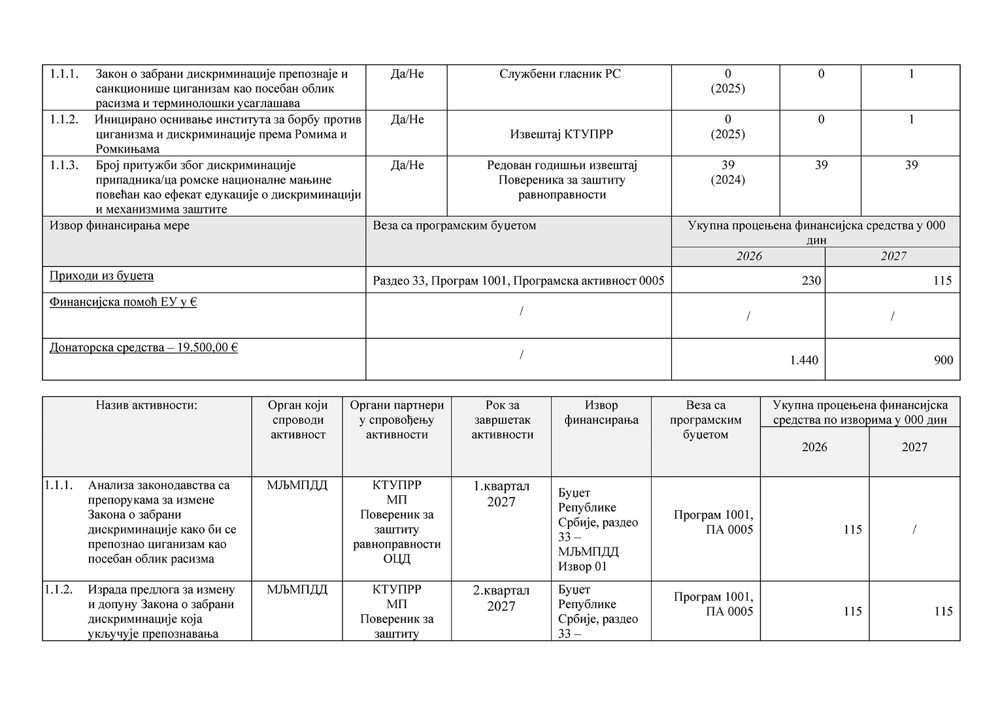 1.1.1. Закон о забрани дискриминације препознаје и
санкционише циганизам као посебан облик
расизма и терминолошки усаглашава
Да/Не
Службени гласник РС
0
(2025)
0
1
1.1.2. Иницирано оснивање института за борбу против
циганизма и дискриминације према Ромима и
Ромкињама
Да/Не
Извештај КТУПРР
0
(2025)
0
1
1.1.3. Број притужби због дискриминације
припадника/ца ромске националне мањине
повећан као ефекат едукације о дискриминацији
и механизмима заштите
Да/Не
Редован годишњи извештај
Повереника за заштиту
равноправности
39
(2024)
39
39
Извор финансирања мере
Веза са програмским буџетом
Укупна процењена финансијска средства у 000
дин
2026
2027
Приходи из буџета
Раздео 33, Програм 1001, Програмска активност 0005
230
115
Финансијска помоћ ЕУ у €
/
/
/
Донаторска средства – 19.500,00 €
/
1.440
900
Назив активности:
Орган који
спроводи
активност
Органи партнери
у спровођењу
активности
Рок за
завршетак
активности
Извор
финансирања
Веза са
програмским
буџетом
Укупна процењена финансијска
средства по изворима у 000 дин
2026
2027
1.1.1. Анализа законодавства са
препорукама за измене
Закона о забрани
дискриминације како би се
препознао циганизам као
посебан облик расизма
МЉМПДД
КТУПРР
МП
Повереник за
заштиту
равноправности
ОЦД
1.квартал
2027
Буџет
Републике
Србије, раздео
33 –
МЉМПДД
Извор 01
Програм 1001,
ПА 0005
115
/
1.1.2. Израда предлога за измену
и допуну Закона о забрани
дискриминације која
укључује препознавања
МЉМПДД
КТУПРР
МП
Повереник за
заштиту
2.квартал
2027
Буџет
Републике
Србије, раздео
33 –
Програм 1001,
ПА 0005
115
115